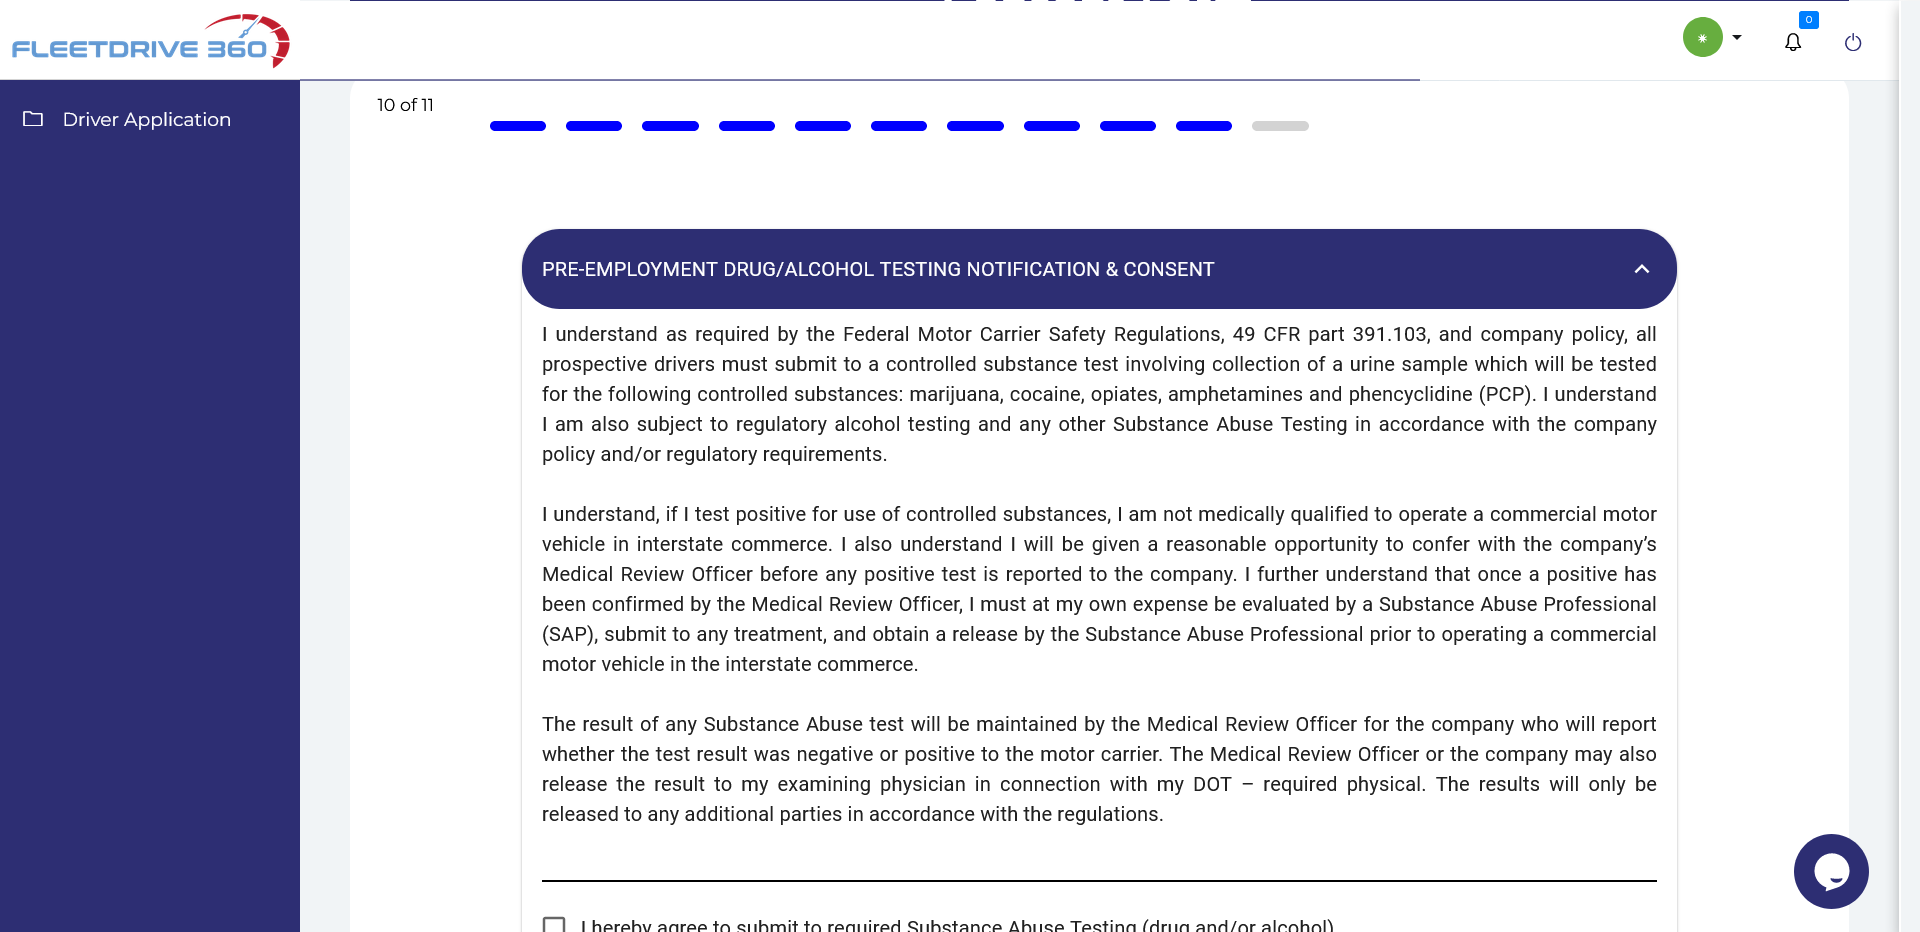 FLEETDRIVE 360
0
Driver Application
10 of 11
PRE-EMPLOYMENT DRUG/ALCOHOL TESTING NOTIFICATION & CONSENT
I understand as required by the Federal Motor Carrier Safety Regulations, 49 CFR part 391.103, and company policy, all
prospective drivers must submit to a controlled substance test involving collection of a urine sample which will be tested
for the following controlled substances: marijuana, cocaine, opiates, amphetamines and phencyclidine (PCP). I understand
I am also subject to regulatory alcohol testing and any other Substance Abuse Testing in accordance with the company
policy and/or regulatory requirements.
I understand, if I test positive for use of controlled substances, I am not medically qualified to operate a commercial motor
vehicle in interstate commerce. I also understand I will be given a reasonable opportunity to confer with the company’s
Medical Review Officer before any positive test is reported to the company. I further understand that once a positive has
been confirmed by the Medical Review Officer, I must at my own expense be evaluated by a Substance Abuse Professional
(SAP), submit to any treatment, and obtain a release by the Substance Abuse Professional prior to operating a commercial
motor vehicle in the interstate commerce.
The result of any Substance Abuse test will be maintained by the Medical Review Officer for the company who will report
whether the test result was negative or positive to the motor carrier. The Medical Review Officer or the company may also
release the result to my examining physician in connection with my DOT – required physical. The results will only be
released to any additional parties in accordance with the regulations.
I hereby agree to submit to required Substance Abuse Testing (drug and/or alcohol)